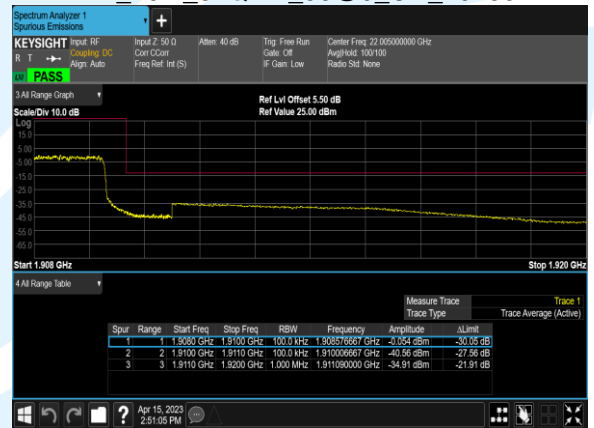 Spectrum Analyzer 1
Spurious Emissions
KEYSIGHT Input: RF Input Z: 50 Ω Atten: 40 dB Trig: Free Run Center Freq: 22.005000000 GHz
R T Coupling: DC Corr CCorr Gate: Off Avg|Hold: 100/100
Align: Auto Freq Ref: Int (S) IF Gain: Low Radio Std: None
LV PASS
3 All Range Graph
Ref Lvl Offset 5.50 dB
Scale/Div 10.0 dB Ref Value 25.00 dBm
Log
15.0
5.00
-5.00
-15.0
-25.0
-35.0
-45.0
-55.0
-65.0
Start 1.908 GHz Stop 1.920 GHz
4 All Range Table
Measure Trace Trace 1
Trace Type Trace Average (Active)
Spur Range Start Freq Stop Freq RBW Frequency Amplitude ΔLimit
1 1 1.9080 GHz 1.9100 GHz 100.0 kHz 1.908576667 GHz -0.054 dBm -30.05 dB
2 2 1.9100 GHz 1.9110 GHz 100.0 kHz 1.910006667 GHz -40.56 dBm -27.56 dB
3 3 1.9110 GHz 1.9200 GHz 1.000 MHz 1.911090000 GHz -34.91 dBm -21.91 dB
Apr 15, 2023
2:51:05 PM